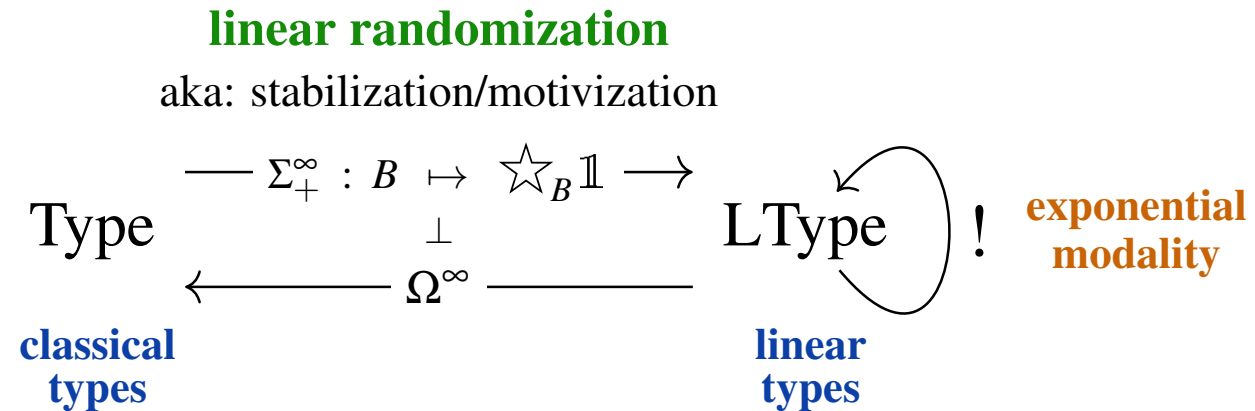 linear randomization
aka: stabilization/motivization
Σ₊^∞ : B ↦ ☆_B 𝟙
Type ⊥ LType ! exponential modality
Ω^∞
classical types
linear types